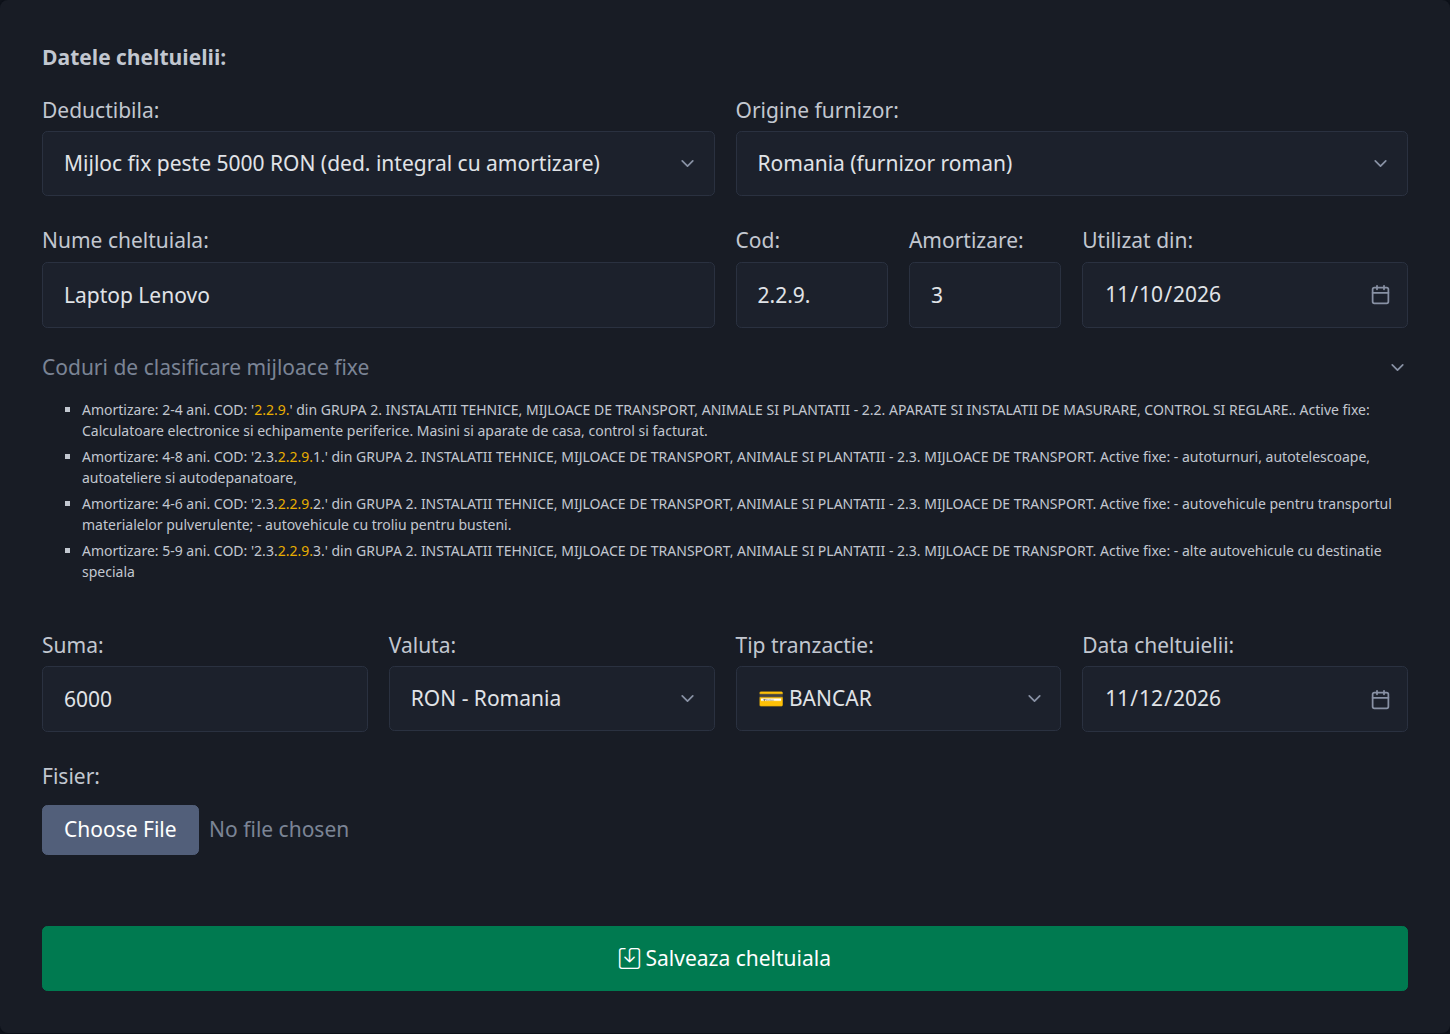 Datele cheltuielii:
Deductibila:
Origine furnizor:
Mijloc fix peste 5000 RON (ded. integral cu amortizare)
Romania (furnizor roman)
Nume cheltuiala:
Cod:
Amortizare:
Utilizat din:
Laptop Lenovo
2.2.9.
3
11/10/2026
Coduri de clasificare mijloace fixe
Amortizare: 2-4 ani. COD: '2.2.9.' din GRUPA 2. INSTALATII TEHNICE, MIJLOACE DE TRANSPORT, ANIMALE SI PLANTATII - 2.2. APARATE SI INSTALATII DE MASURARE, CONTROL SI REGLARE.. Active fixe:
Calculatoare electronice si echipamente periferice. Masini si aparate de casa, control si facturat.
Amortizare: 4-8 ani. COD: '2.3.2.2.9.1.' din GRUPA 2. INSTALATII TEHNICE, MIJLOACE DE TRANSPORT, ANIMALE SI PLANTATII - 2.3. MIJLOACE DE TRANSPORT. Active fixe: - autoturnuri, autotelescoape,
autoateliere si autodepanatoare,
Amortizare: 4-6 ani. COD: '2.3.2.2.9.2.' din GRUPA 2. INSTALATII TEHNICE, MIJLOACE DE TRANSPORT, ANIMALE SI PLANTATII - 2.3. MIJLOACE DE TRANSPORT. Active fixe: - autovehicule pentru transportul
materialelor pulverulente; - autovehicule cu troliu pentru busteni.
Amortizare: 5-9 ani. COD: '2.3.2.2.9.3.' din GRUPA 2. INSTALATII TEHNICE, MIJLOACE DE TRANSPORT, ANIMALE SI PLANTATII - 2.3. MIJLOACE DE TRANSPORT. Active fixe: - alte autovehicule cu destinatie
speciala
Suma:
Valuta:
Tip tranzactie:
Data cheltuielii:
6000
RON - Romania
💳 BANCAR
11/12/2026
Fisier:
Choose File No file chosen
Salveaza cheltuiala